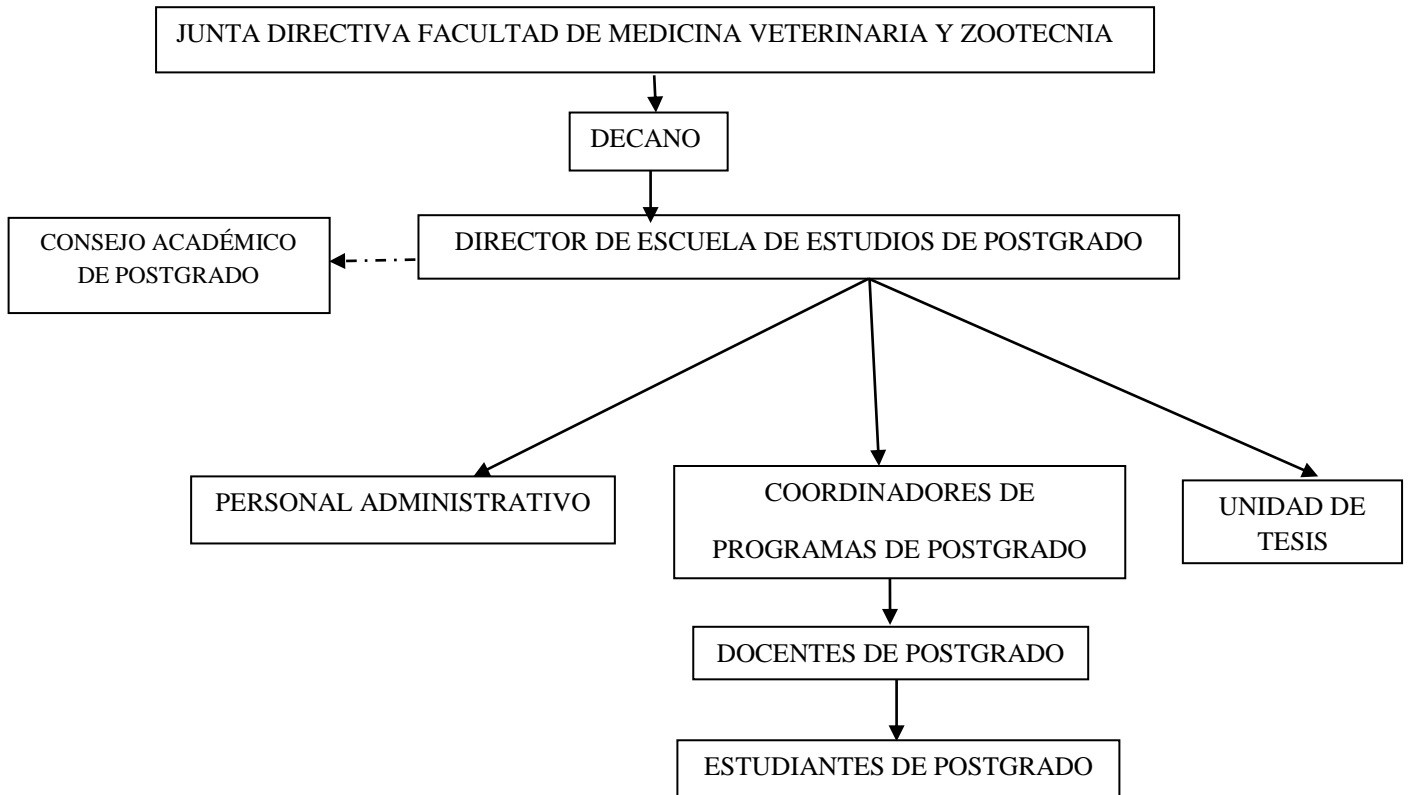 JUNTA DIRECTIVA FACULTAD DE MEDICINA VETERINARIA Y ZOOTECNIA
DECANO
CONSEJO ACADÉMICO
DE POSTGRADO
DIRECTOR DE ESCUELA DE ESTUDIOS DE POSTGRADO
PERSONAL ADMINISTRATIVO
COORDINADORES DE
PROGRAMAS DE POSTGRADO
UNIDAD DE
TESIS
DOCENTES DE POSTGRADO
ESTUDIANTES DE POSTGRADO